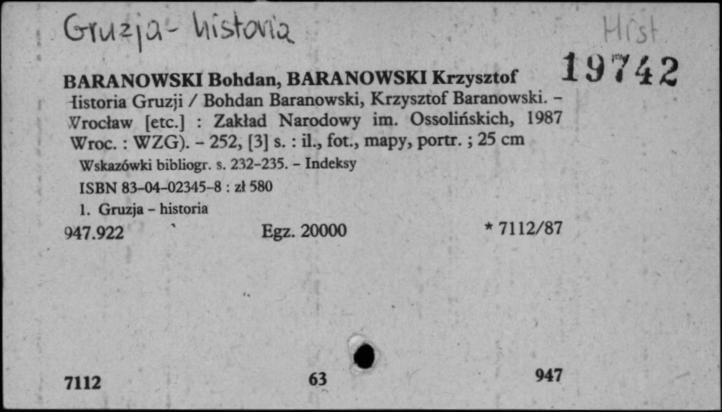 Gruzja - historia
Hist
19742
BARANOWSKI Bohdan, BARANOWSKI Krzysztof
Historia Gruzji / Bohdan Baranowski, Krzysztof Baranowski. –
Wrocław [etc.] : Zakład Narodowy im. Ossolińskich, 1987
Wroc. : WZG). – 252, [3] s. : il., fot., mapy, portr. ; 25 cm
Wskazówki bibliogr. s. 232–235. – Indeksy
ISBN 83–04–02345–8 : zł 580
1. Gruzja – historia
947.922 Egz. 20000 * 7112/87
7112 63 947